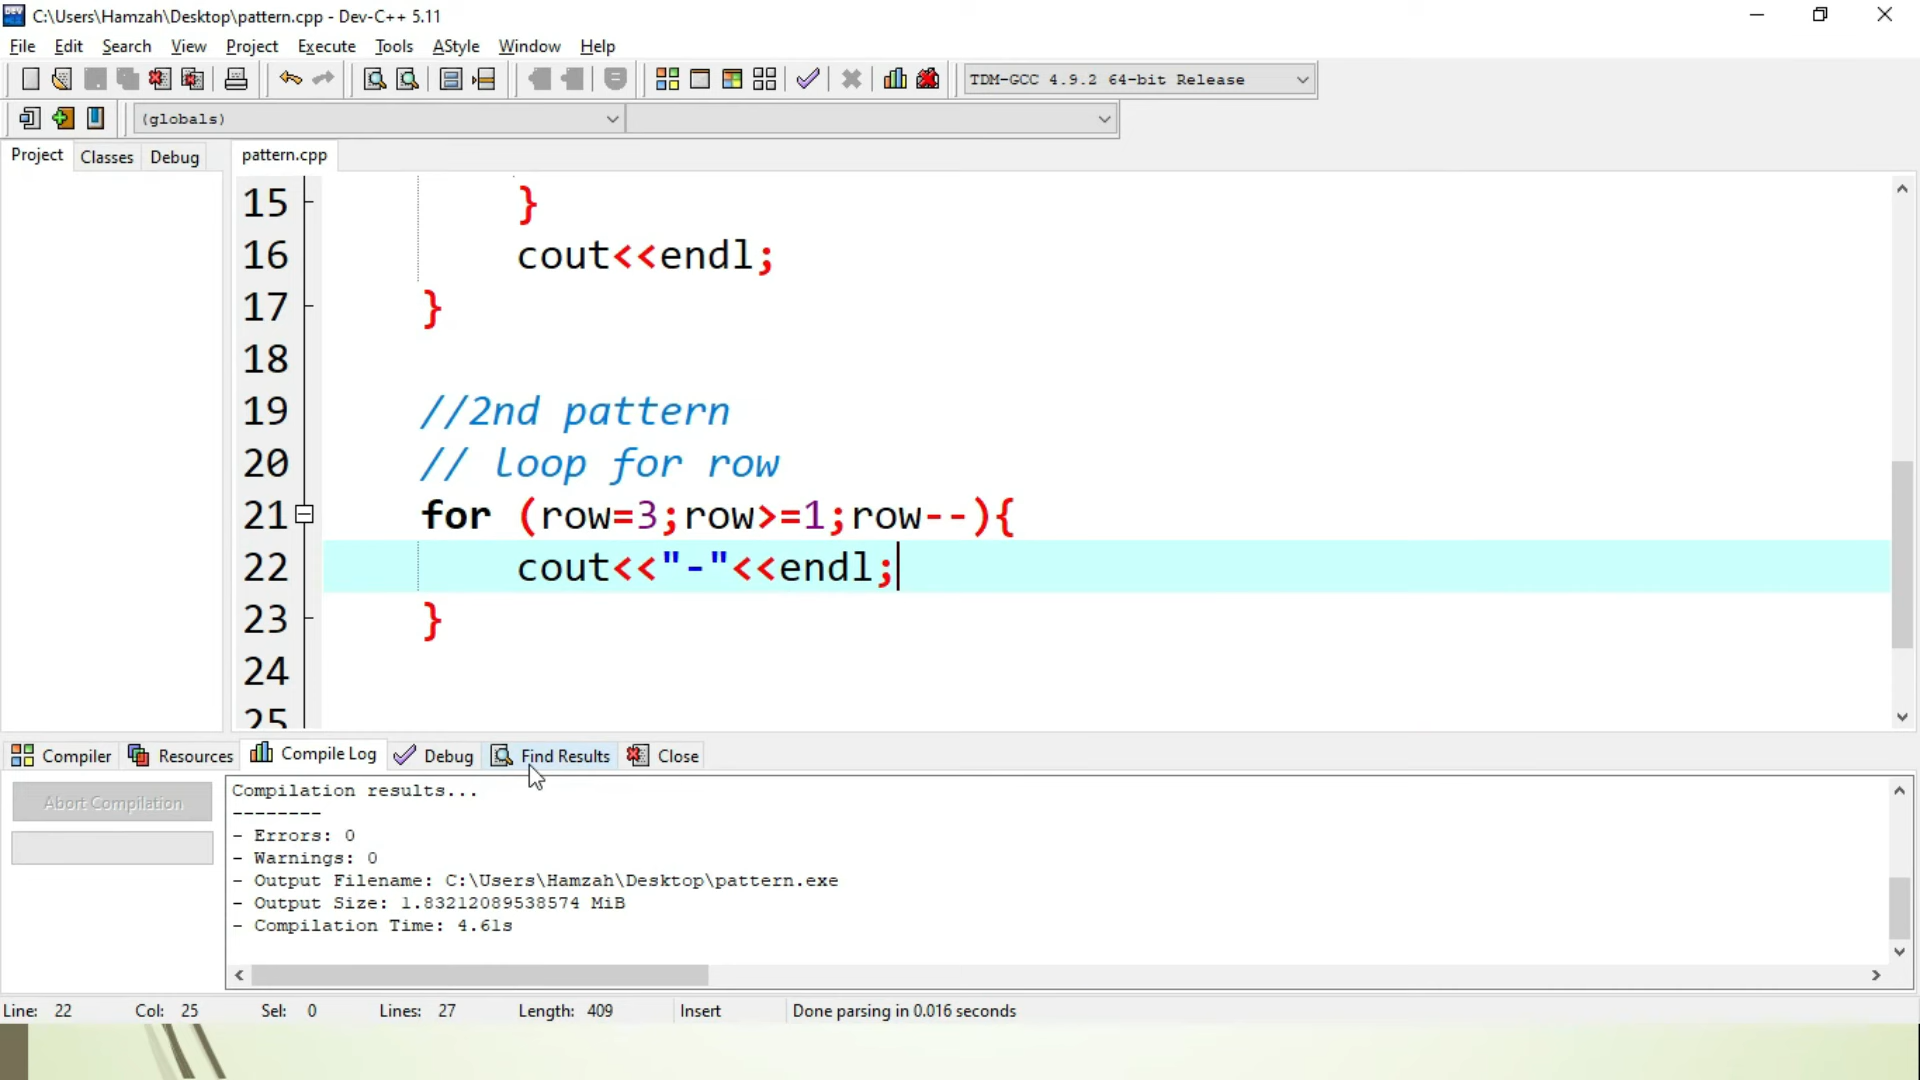 C:\Users\Hamzah\Desktop\pattern.cpp - Dev-C++ 5.11
File Edit Search View Project Execute Tools AStyle Window Help
TDM-GCC 4.9.2 64-bit Release
(globals)
Project Classes Debug pattern.cpp
15 }
16 cout<<endl;
17 }
18
19 //2nd pattern
20 // loop for row
21 for (row=3;row>=1;row--){
22 cout<<"-"<<endl;
23 }
24
25
Compiler Resources Compile Log Debug Find Results Close
Abort Compilation
Compilation results...
--------
- Errors: 0
- Warnings: 0
- Output Filename: C:\Users\Hamzah\Desktop\pattern.exe
- Output Size: 1.83212089538574 MiB
- Compilation Time: 4.61s
Line: 22 Col: 25 Sel: 0 Lines: 27 Length: 409 Insert Done parsing in 0.016 seconds